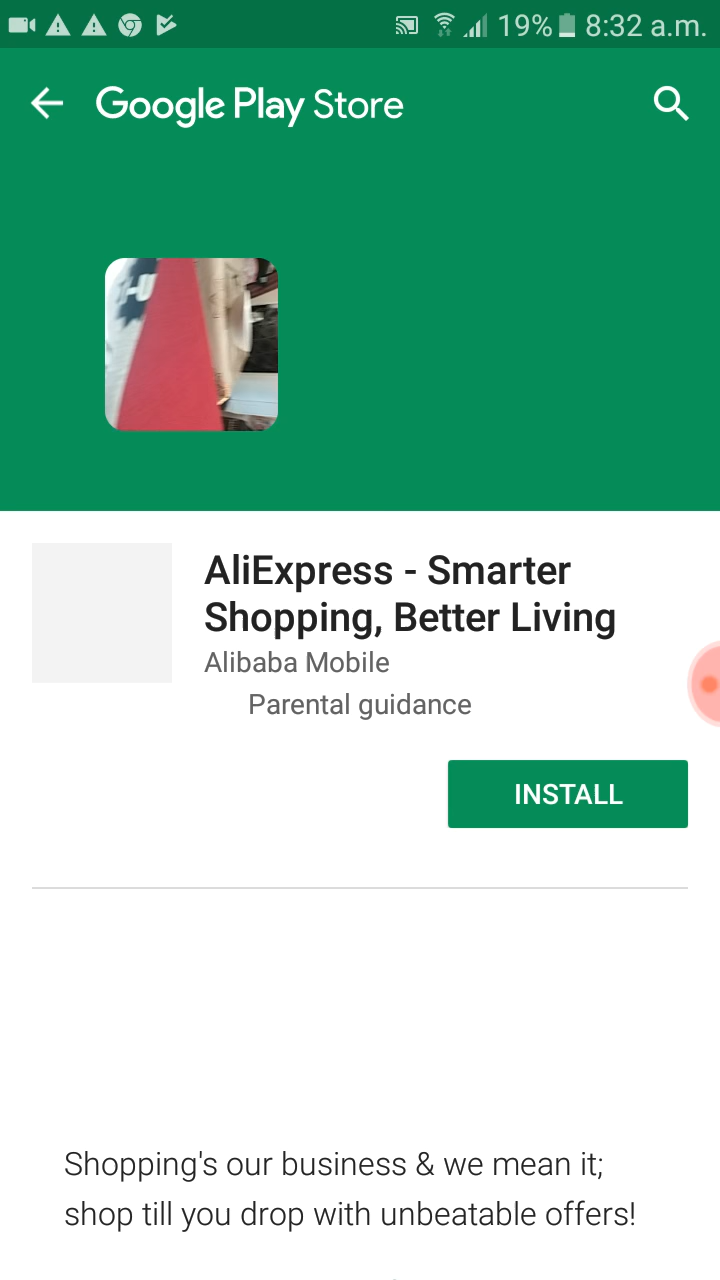 19% 8:32 a.m.
Google Play Store
AliExpress - Smarter
Shopping, Better Living
Alibaba Mobile
Parental guidance
INSTALL
Shopping's our business & we mean it;
shop till you drop with unbeatable offers!